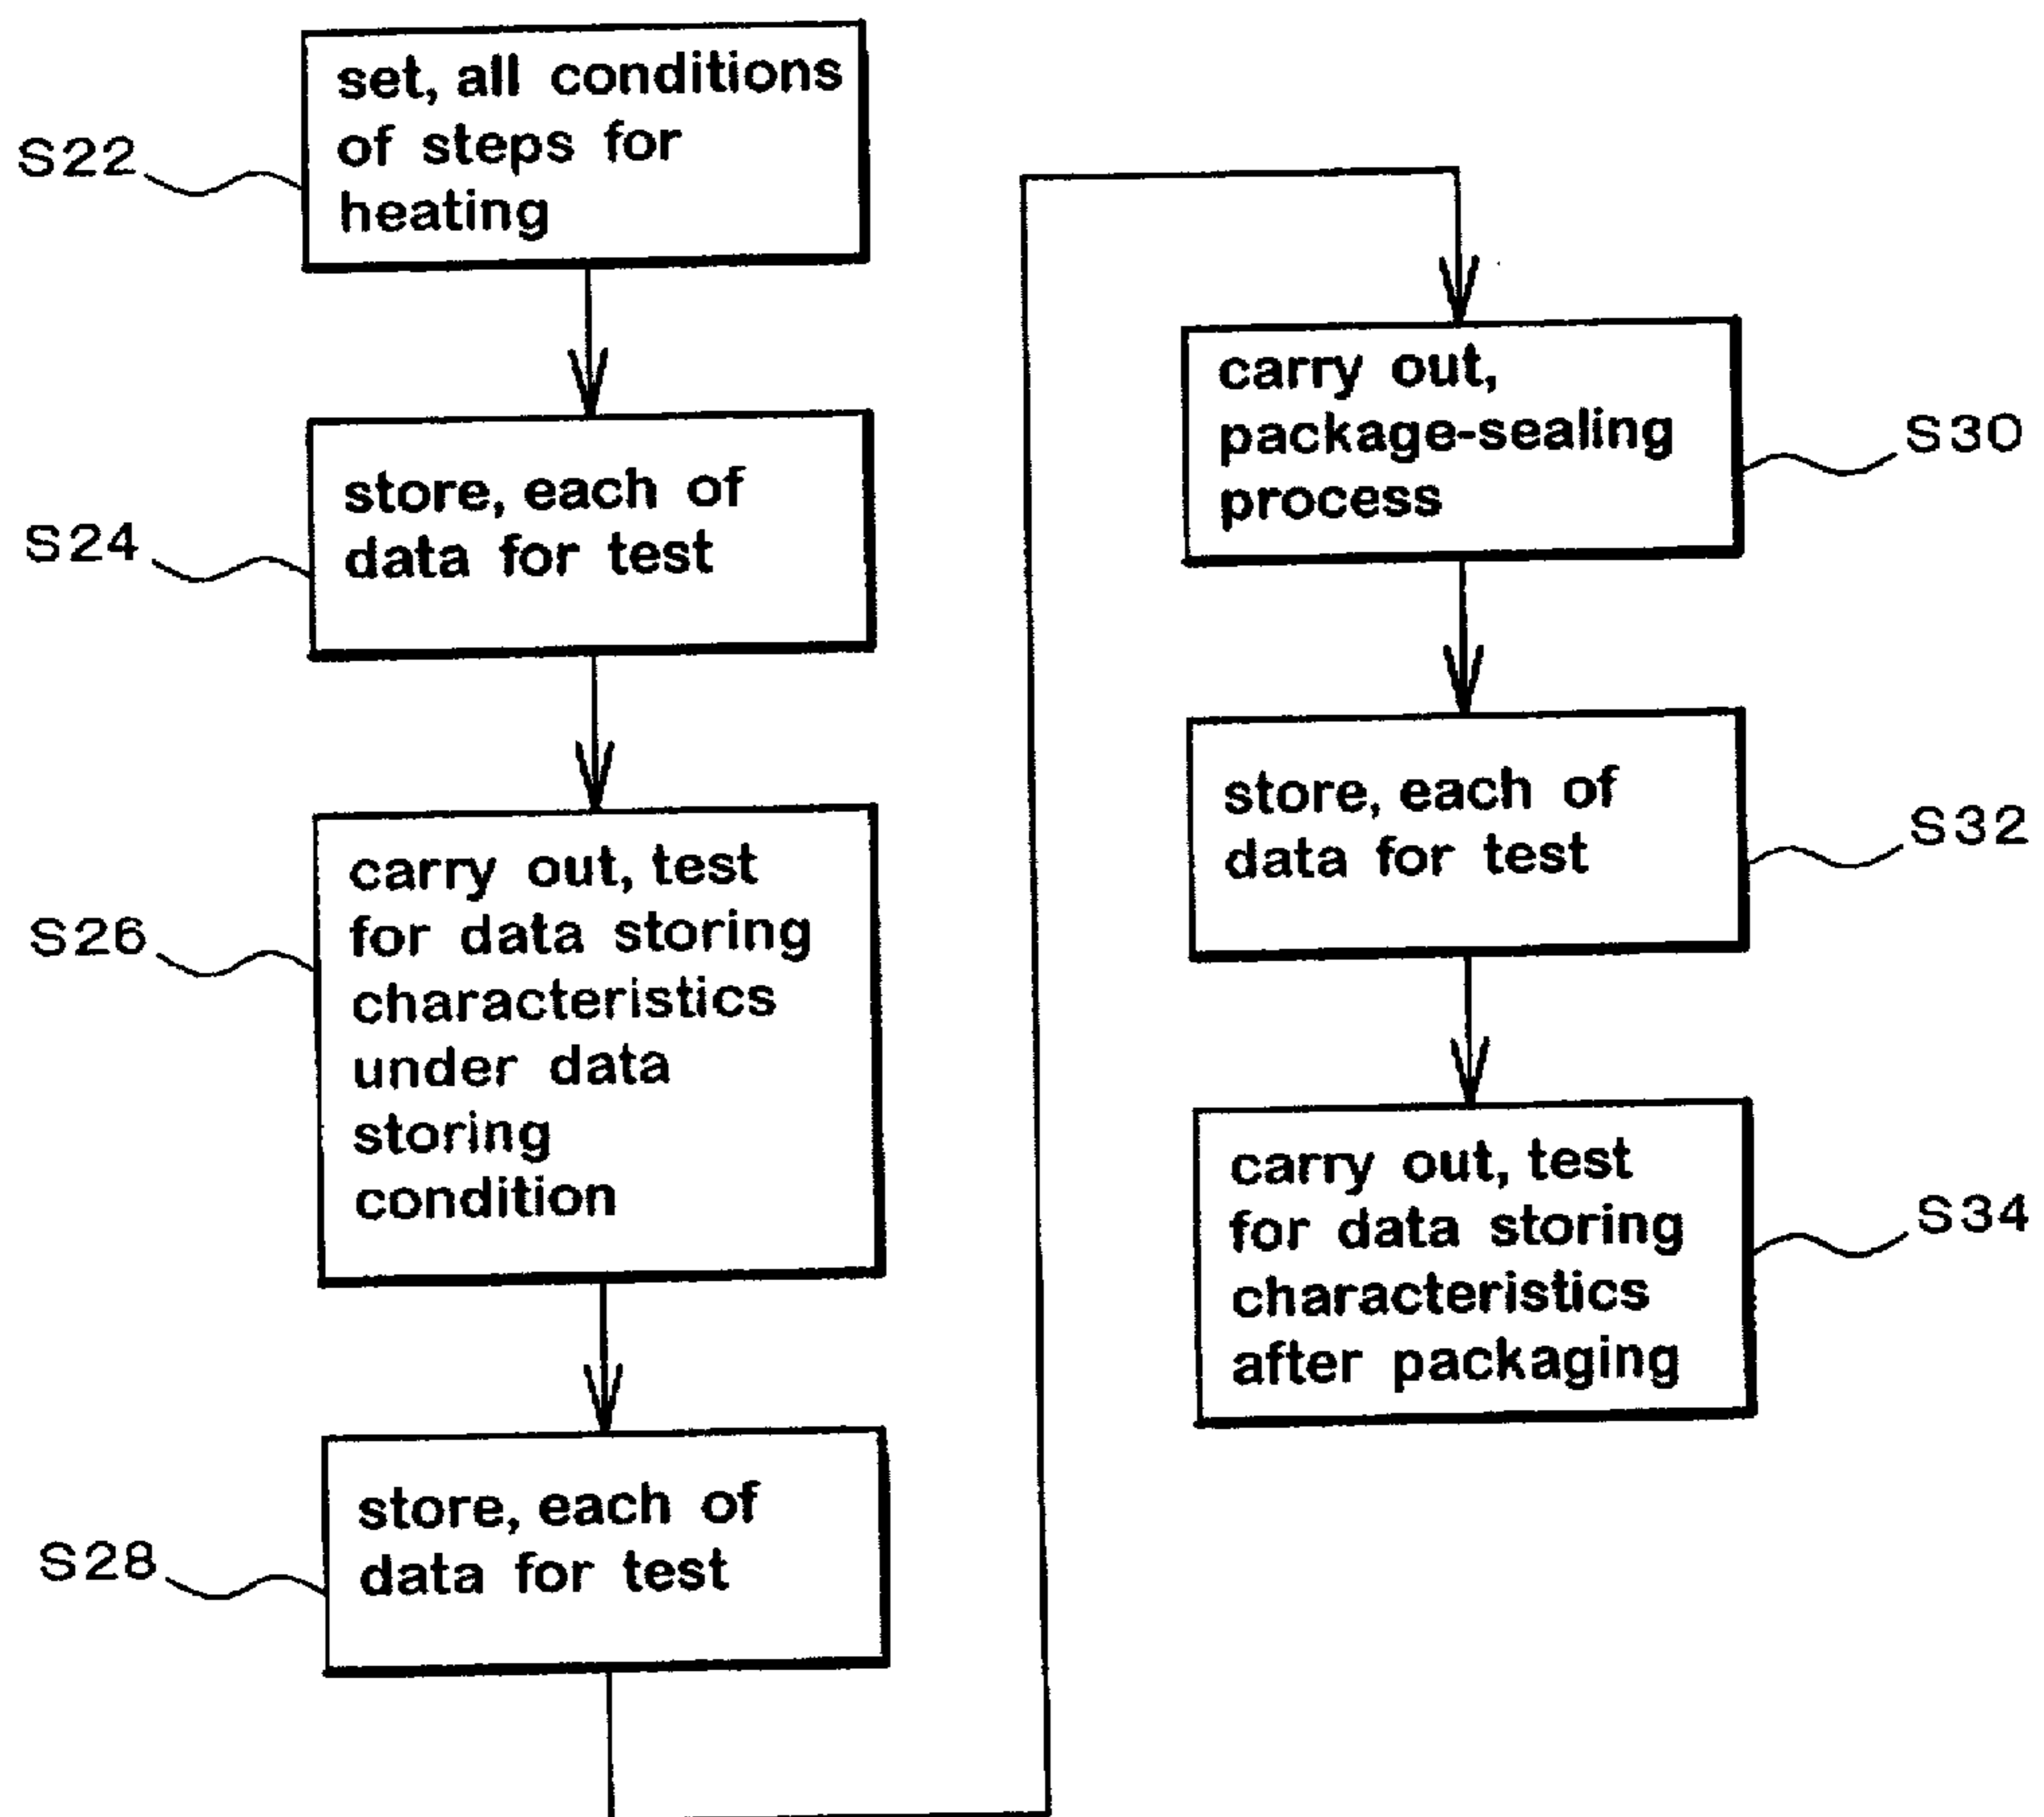 S22
set, all conditions
of steps for
heating
S24
store, each of
data for test
S26
carry out, test
for data storing
characteristics
under data
storing
condition
S28
store, each of
data for test
carry out,
package-sealing
process
S30
store, each of
data for test
S32
carry out, test
for data storing
characteristics
after packaging
S34